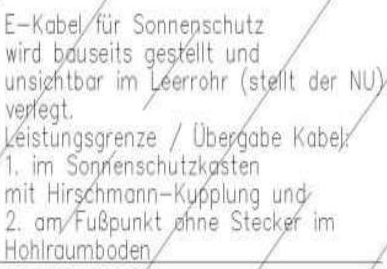 E-Kabel für Sonnenschutz
wird bauseits gestellt und
unsichtbar im Leerrohr (stellt der NU)
verlegt.
Leistungsgrenze / Übergabe Kabel:
1. im Sonnenschutzkasten
mit Hirschmann-Kupplung und
2. am Fußpunkt ohne Stecker im
Hohlraumboden